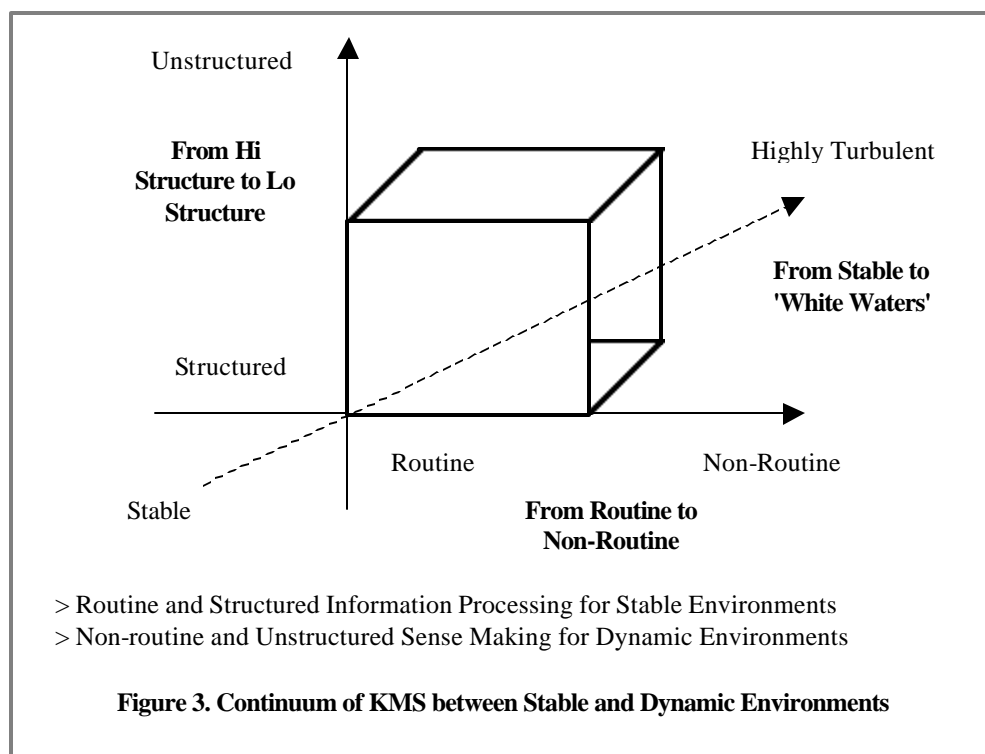 Unstructured
From Hi
Structure to Lo
Structure
Highly Turbulent
From Stable to
'White Waters'
Structured
Routine
Non-Routine
Stable
From Routine to
Non-Routine
> Routine and Structured Information Processing for Stable Environments
> Non-routine and Unstructured Sense Making for Dynamic Environments
Figure 3. Continuum of KMS between Stable and Dynamic Environments